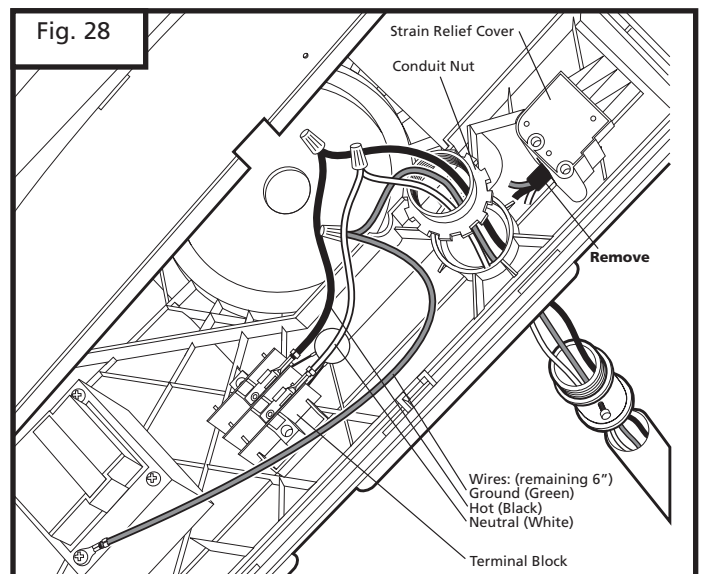 Fig. 28
Strain Relief Cover
Conduit Nut
Remove
Wires: (remaining 6”)
Ground (Green)
Hot (Black)
Neutral (White)
Terminal Block